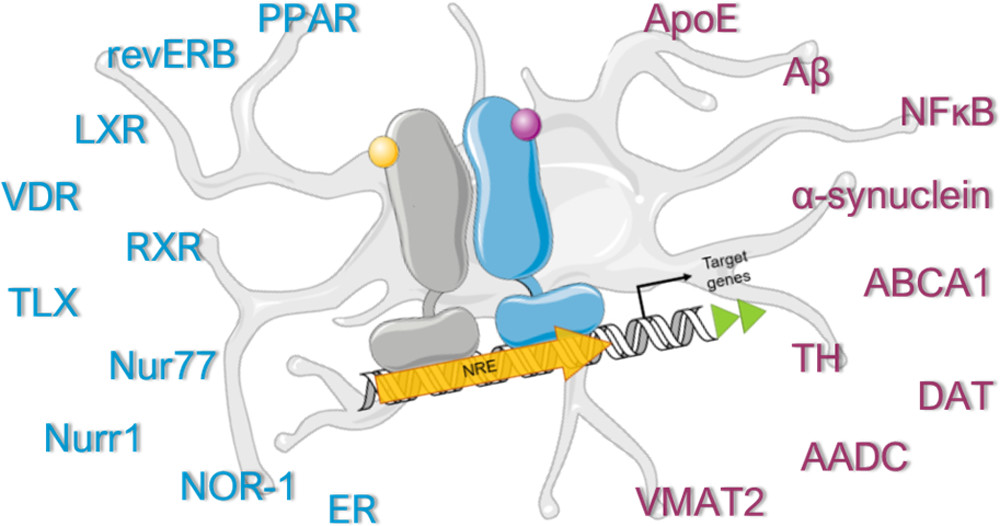 PPAR
revERB
LXR
VDR
RXR
TLX
Nur77
Nurr1
NOR-1
ER
NRE
Target
genes
ApoE
Aβ
NFκB
α-synuclein
ABCA1
TH
DAT
AADC
VMAT2